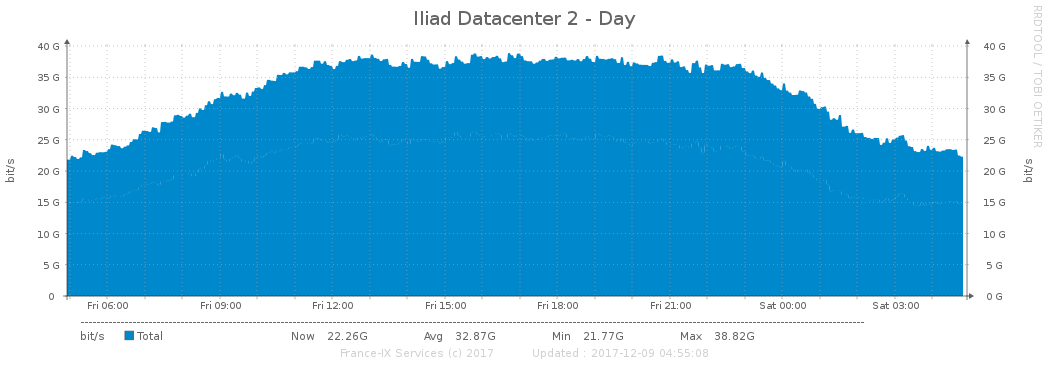 Iliad Datacenter 2 - Day
RRDTOOL / TOBI OETIKER
40 G 40 G
35 G 35 G
30 G 30 G
25 G 25 G
20 G 20 G
15 G 15 G
10 G 10 G
5 G 5 G
0 0 G
bit/s bit/s
Fri 06:00 Fri 09:00 Fri 12:00 Fri 15:00 Fri 18:00 Fri 21:00 Sat 00:00 Sat 03:00
bit/s Total Now 22.26G Avg 32.87G Min 21.77G Max 38.82G
France-IX Services (c) 2017 Updated : 2017-12-09 04:55:08